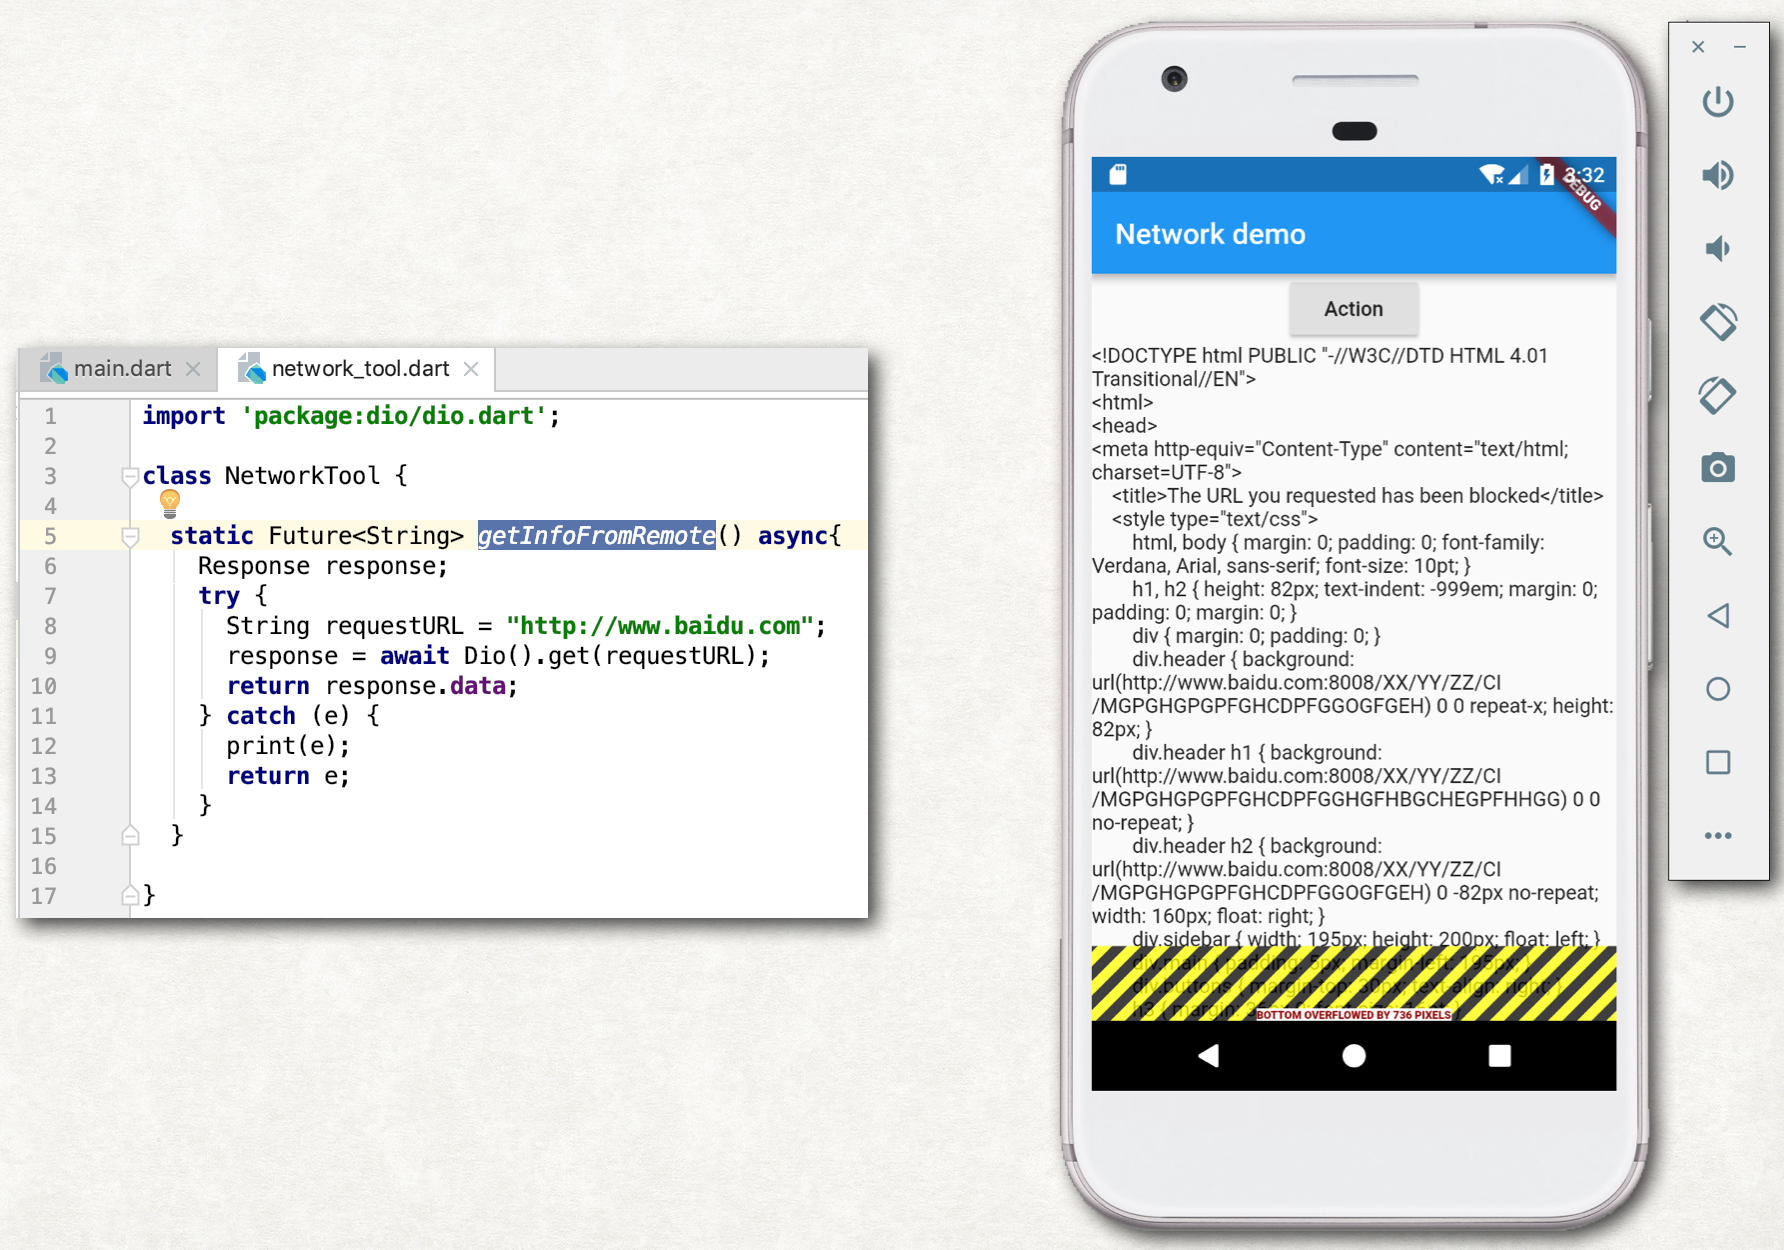 main.dart
network_tool.dart
1 import 'package:dio/dio.dart';
2
3 class NetworkTool {
4
5 static Future<String> getInfoFromRemote() async{
6 Response response;
7 try {
8 String requestURL = "http://www.baidu.com";
9 response = await Dio().get(requestURL);
10 return response.data;
11 } catch (e) {
12 print(e);
13 return e;
14 }
15 }
16
17 }
3:32
DEBUG
Network demo
Action
<!DOCTYPE html PUBLIC "-//W3C//DTD HTML 4.01
Transitional//EN">
<html>
<head>
<meta http-equiv="Content-Type" content="text/html;
charset=UTF-8">
<title>The URL you requested has been blocked</title>
<style type="text/css">
html, body { margin: 0; padding: 0; font-family:
Verdana, Arial, sans-serif; font-size: 10pt; }
h1, h2 { height: 82px; text-indent: -999em; margin: 0;
padding: 0; margin: 0; }
div { margin: 0; padding: 0; }
div.header { background:
url(http://www.baidu.com:8008/XX/YY/ZZ/CI
/MGPGHGPGPFGHCDPFGGOGFGEH) 0 0 repeat-x; height:
82px; }
div.header h1 { background:
url(http://www.baidu.com:8008/XX/YY/ZZ/CI
/MGPGHGPGPFGHCDPFGGHGFHBGCHEGPFHHGG) 0 0
no-repeat; }
div.header h2 { background:
url(http://www.baidu.com:8008/XX/YY/ZZ/CI
/MGPGHGPGPFGHCDPFGGOGFGEH) 0 -82px no-repeat;
width: 160px; float: right; }
div.sidebar { width: 195px; height: 200px; float: left; }
div.main { padding: 5px; margin-left: 195px; }
div.buttons { margin-top: 30px; text-align: right; }
h3 { margin:
BOTTOM OVERFLOWED BY 736 PIXELS